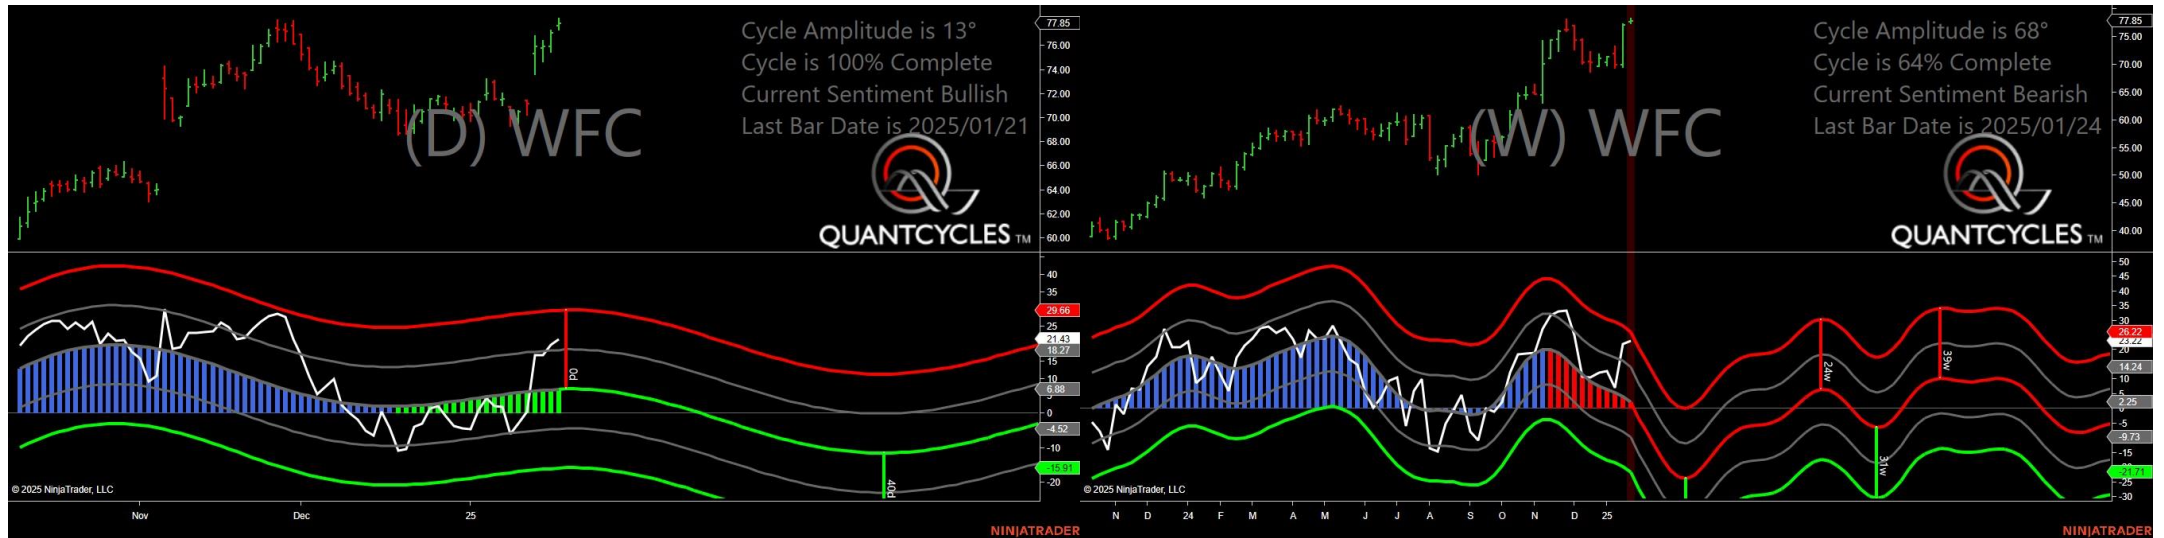 Cycle Amplitude is 13°
Cycle is 100% Complete
Current Sentiment Bullish
Last Bar Date is 2025/01/21
(D) WFC
QUANTCYCLES TM
77.85
76.00
74.00
72.00
70.00
68.00
66.00
64.00
62.00
60.00
40
35
29.66
25
21.43
18.27
15
10
6.88
5
0
-4.52
-10
-15.91
-20
0d
40d
© 2025 NinjaTrader, LLC
Nov Dec 25
NINJATRADER
Cycle Amplitude is 68°
Cycle is 64% Complete
Current Sentiment Bearish
Last Bar Date is 2025/01/24
(W) WFC
QUANTCYCLES TM
77.85
75.00
70.00
65.00
60.00
55.00
50.00
45.00
40.00
50
45
40
35
30
26.22
23.22
20
14.24
10
2.25
-5
-9.73
-15
-21.71
-25
-30
24w
39w
31w
© 2025 NinjaTrader, LLC
N D 24 F M A M J J A S O N D 25
NINJATRADER